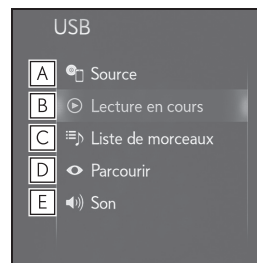 USB
A Source
B Lecture en cours
C Liste de morceaux
D Parcourir
E Son